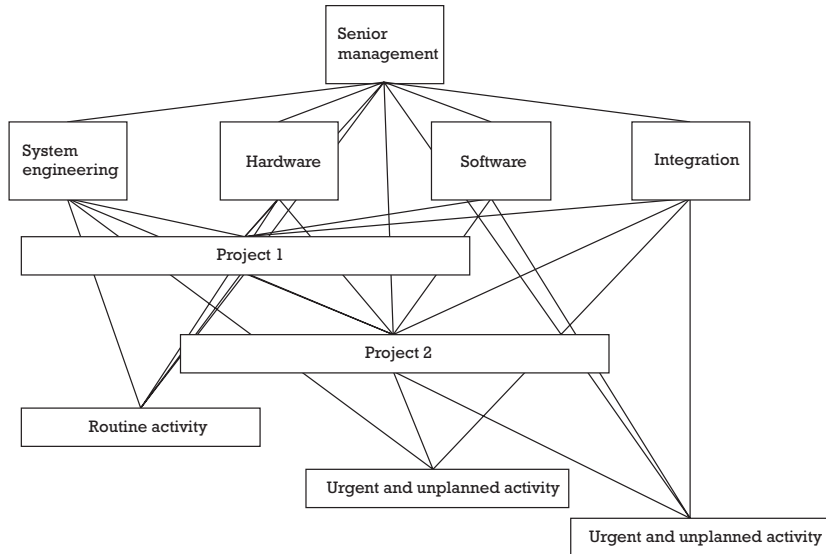 Senior
management
System
engineering
Hardware
Software
Integration
Project 1
Project 2
Routine activity
Urgent and unplanned activity
Urgent and unplanned activity